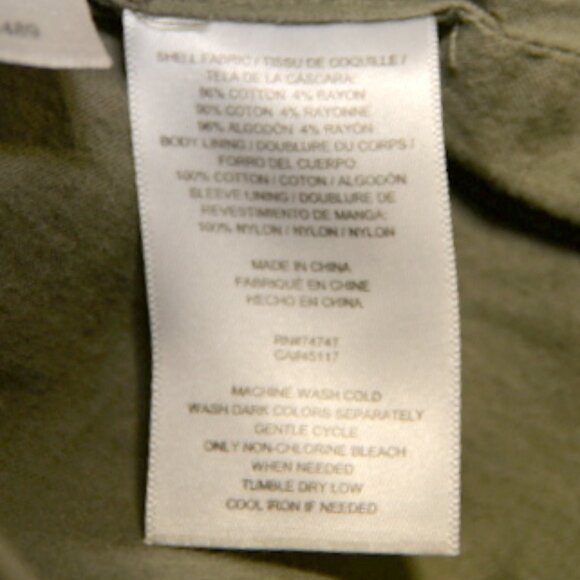 489
SHELL FABRIC / TISSU DE COQUILLE /
TELA DE LA CÁSCARA:
96% COTTON 4% RAYON
96% COTON 4% RAYONNE
96% ALGODÓN 4% RAYON
BODY LINING / DOUBLURE DU CORPS /
FORRO DEL CUERPO:
100% COTTON / COTON / ALGODÓN
SLEEVE LINING / DOUBLURE DE
REVESTIMIENTO DE MANGA:
100% NYLON / NYLON / NYLON
MADE IN CHINA
FABRIQUÉ EN CHINE
HECHO EN CHINA
RN#74747
CA#45117
MACHINE WASH COLD
WASH DARK COLORS SEPARATELY
GENTLE CYCLE
ONLY NON-CHLORINE BLEACH
WHEN NEEDED
TUMBLE DRY LOW
COOL IRON IF NEEDED